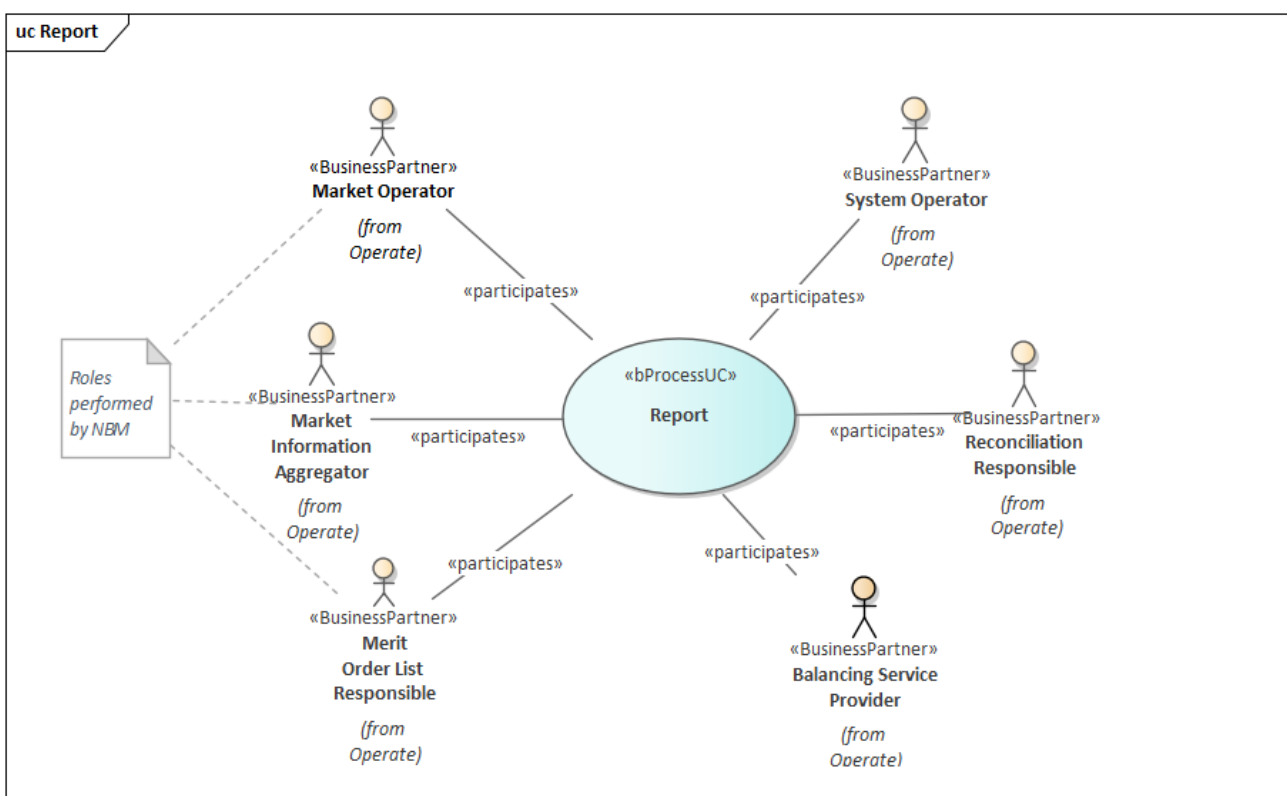 uc Report
«BusinessPartner»
Market Operator
(from
Operate)
«BusinessPartner»
System Operator
(from
Operate)
«participates»
«participates»
Roles
performed
by NBM
«BusinessPartner»
Market
Information
Aggregator
(from
Operate)
«participates»
«bProcessUC»
Report
«participates»
«BusinessPartner»
Reconciliation
Responsible
(from
Operate)
«participates»
«participates»
«BusinessPartner»
Merit
Order List
Responsible
(from
Operate)
«BusinessPartner»
Balancing Service
Provider
(from
Operate)